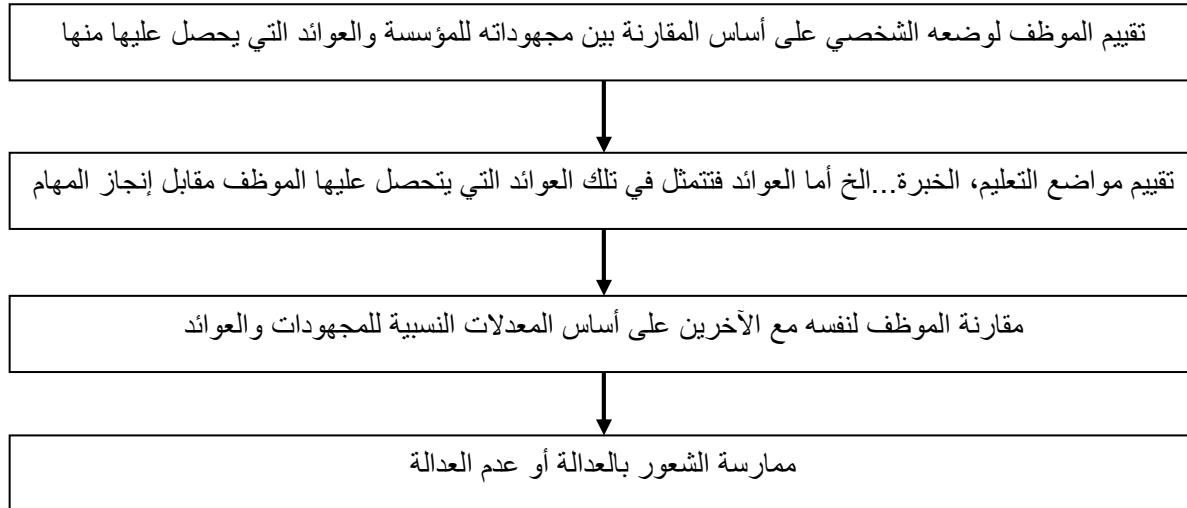 تقييم الموظف لوضعه الشخصي على أساس المقارنة بين مجهوداته للمؤسسة والعوائد التي يحصل عليها منها
تقييم مواضع التعليم، الخبرة...الخ أما العوائد فتتمثل في تلك العوائد التي يتحصل عليها الموظف مقابل إنجاز المهام
مقارنة الموظف لنفسه مع الآخرين على أساس المعدلات النسبية للمجهودات والعوائد
ممارسة الشعور بالعدالة أو عدم العدالة